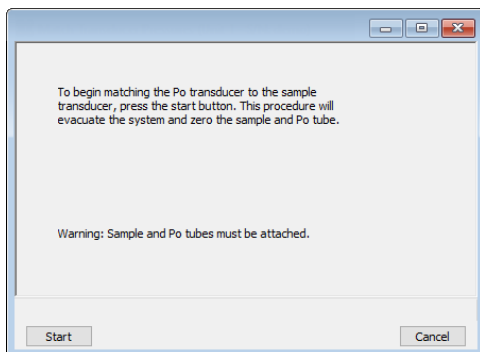 To begin matching the Po transducer to the sample
transducer, press the start button. This procedure will
evacuate the system and zero the sample and Po tube.
Warning: Sample and Po tubes must be attached.
Start
Cancel